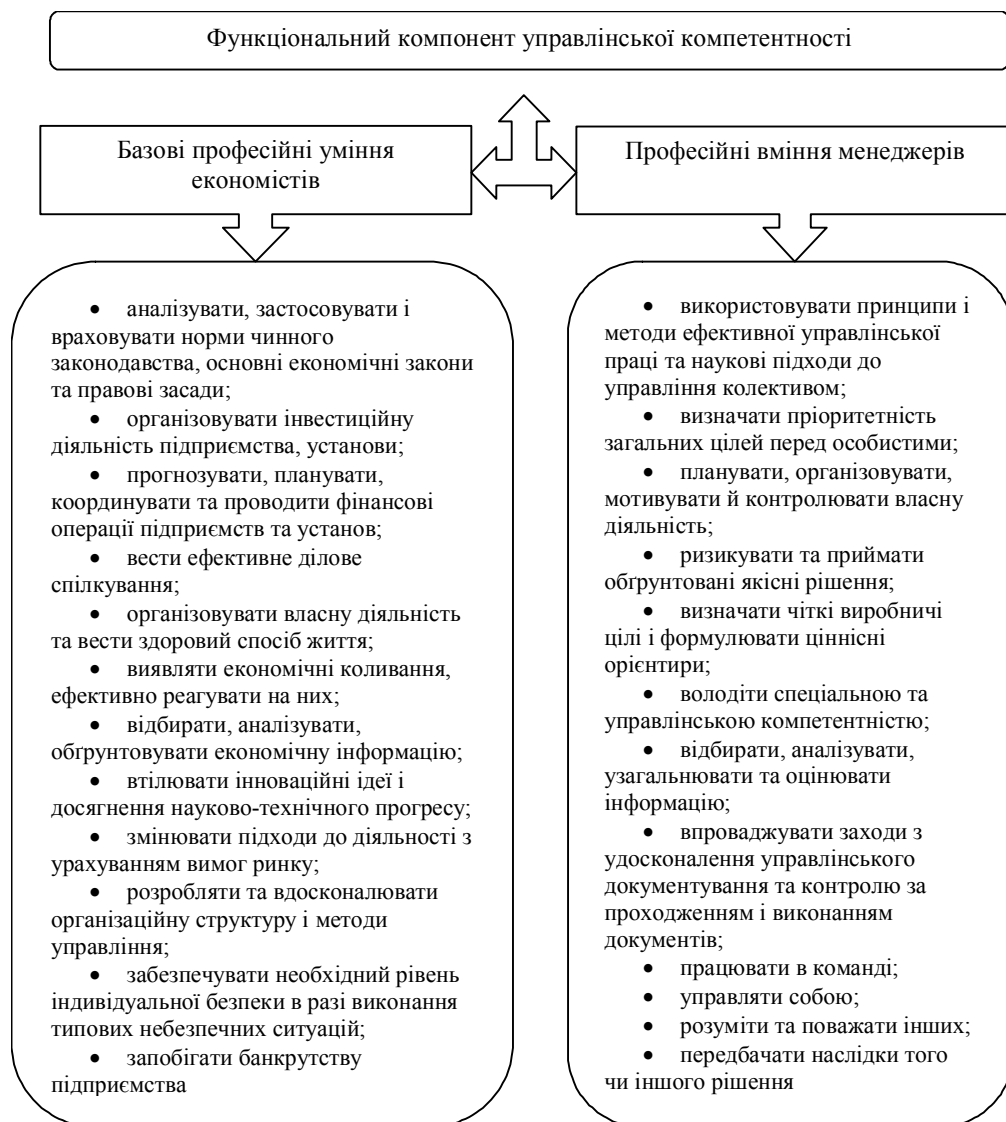 Функціональний компонент управлінської компетентності
Базові професійні уміння
економістів
Професійні вміння менеджерів
• аналізувати, застосовувати і
враховувати норми чинного
законодавства, основні економічні закони
та правові засади;
• організовувати інвестиційну
діяльність підприємства, установи;
• прогнозувати, планувати,
координувати та проводити фінансові
операції підприємств та установ;
• вести ефективне ділове
спілкування;
• організовувати власну діяльність
та вести здоровий спосіб життя;
• виявляти економічні коливання,
ефективно реагувати на них;
• відбирати, аналізувати,
обґрунтовувати економічну інформацію;
• втілювати інноваційні ідеї і
досягнення науково-технічного прогресу;
• змінювати підходи до діяльності з
урахуванням вимог ринку;
• розробляти та вдосконалювати
організаційну структуру і методи
управління;
• забезпечувати необхідний рівень
індивідуальної безпеки в разі виконання
типових небезпечних ситуацій;
• запобігати банкрутству
підприємства
• використовувати принципи і
методи ефективної управлінської
праці та наукові підходи до
управління колективом;
• визначати пріоритетність
загальних цілей перед особистими;
• планувати, організовувати,
мотивувати й контролювати власну
діяльність;
• ризикувати та приймати
обґрунтовані якісні рішення;
• визначати чіткі виробничі
цілі і формулювати ціннісні
орієнтири;
• володіти спеціальною та
управлінською компетентністю;
• відбирати, аналізувати,
узагальнювати та оцінювати
інформацію;
• впроваджувати заходи з
удосконалення управлінського
документування та контролю за
проходженням і виконанням
документів;
• працювати в команді;
• управляти собою;
• розуміти та поважати інших;
• передбачати наслідки того
чи іншого рішення